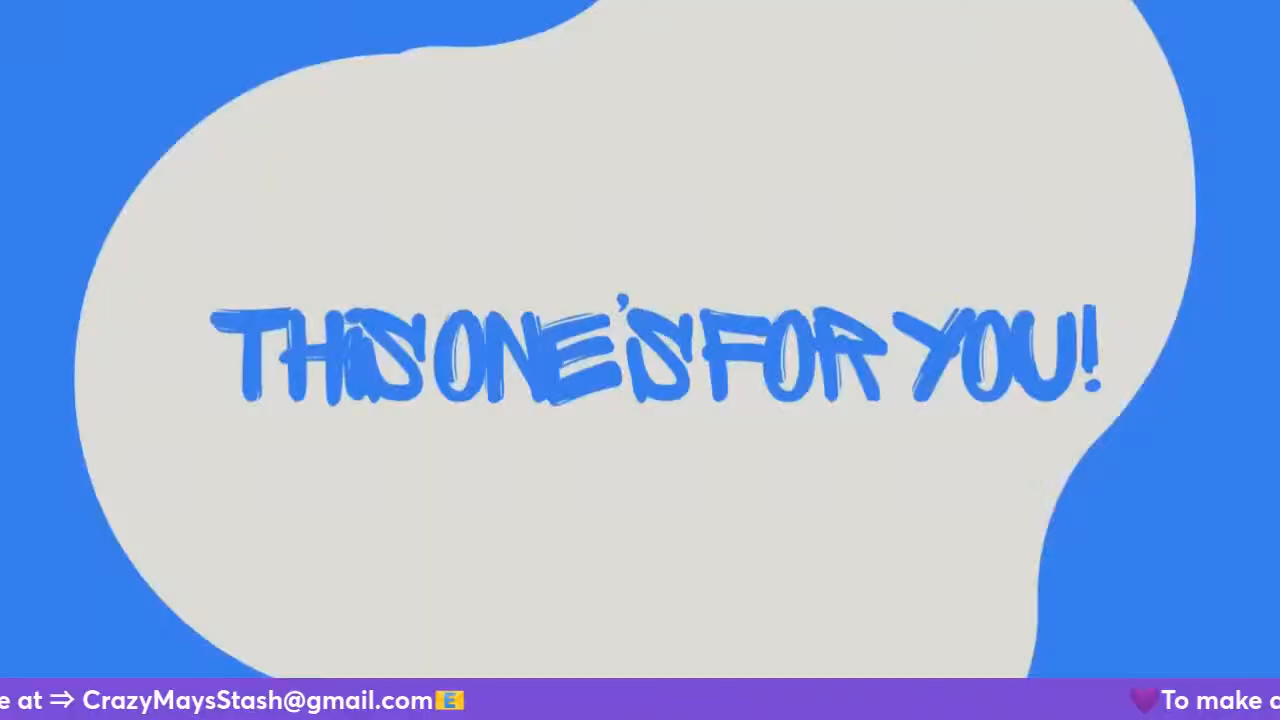 THIS ONE'S FOR YOU!
e at ⇒ CrazyMaysStash@gmail.com📧 💜To make